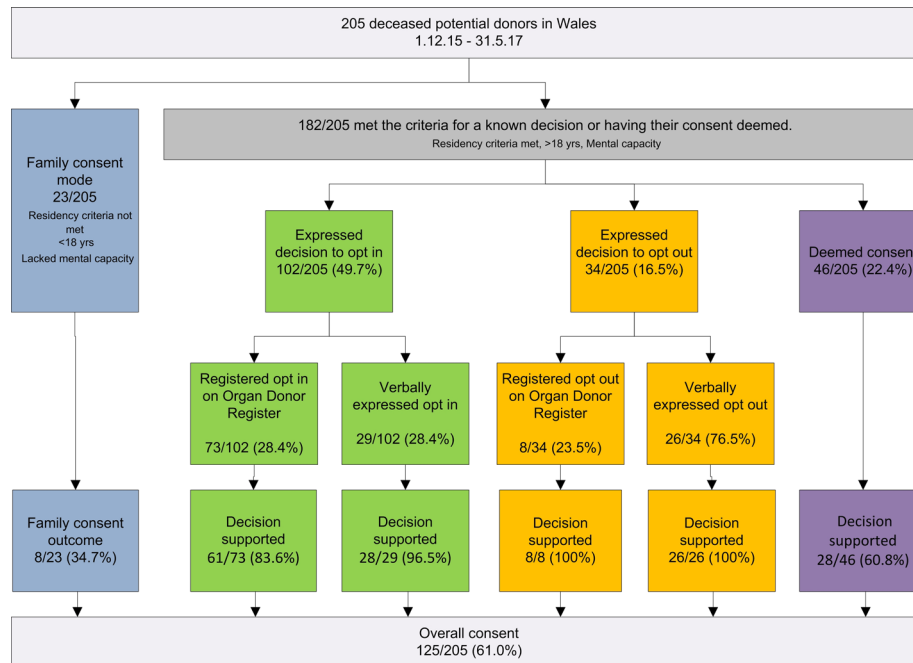 205 deceased potential donors in Wales
1.12.15 - 31.5.17
Family consent
mode
23/205
Residency criteria not
met
<18 yrs
Lacked mental capacity
182/205 met the criteria for a known decision or having their consent deemed.
Residency criteria met, >18 yrs, Mental capacity
Expressed
decision to opt in
102/205 (49.7%)
Expressed
decision to opt out
34/205 (16.5%)
Deemed consent
46/205 (22.4%)
Registered opt in
on Organ Donor
Register
73/102 (28.4%)
Verbally
expressed opt in
29/102 (28.4%)
Registered opt out
on Organ Donor
Register
8/34 (23.5%)
Verbally
expressed opt out
26/34 (76.5%)
Family consent
outcome
8/23 (34.7%)
Decision
supported
61/73 (83.6%)
Decision
supported
28/29 (96.5%)
Decision
supported
8/8 (100%)
Decision
supported
26/26 (100%)
Decision
supported
28/46 (60.8%)
Overall consent
125/205 (61.0%)